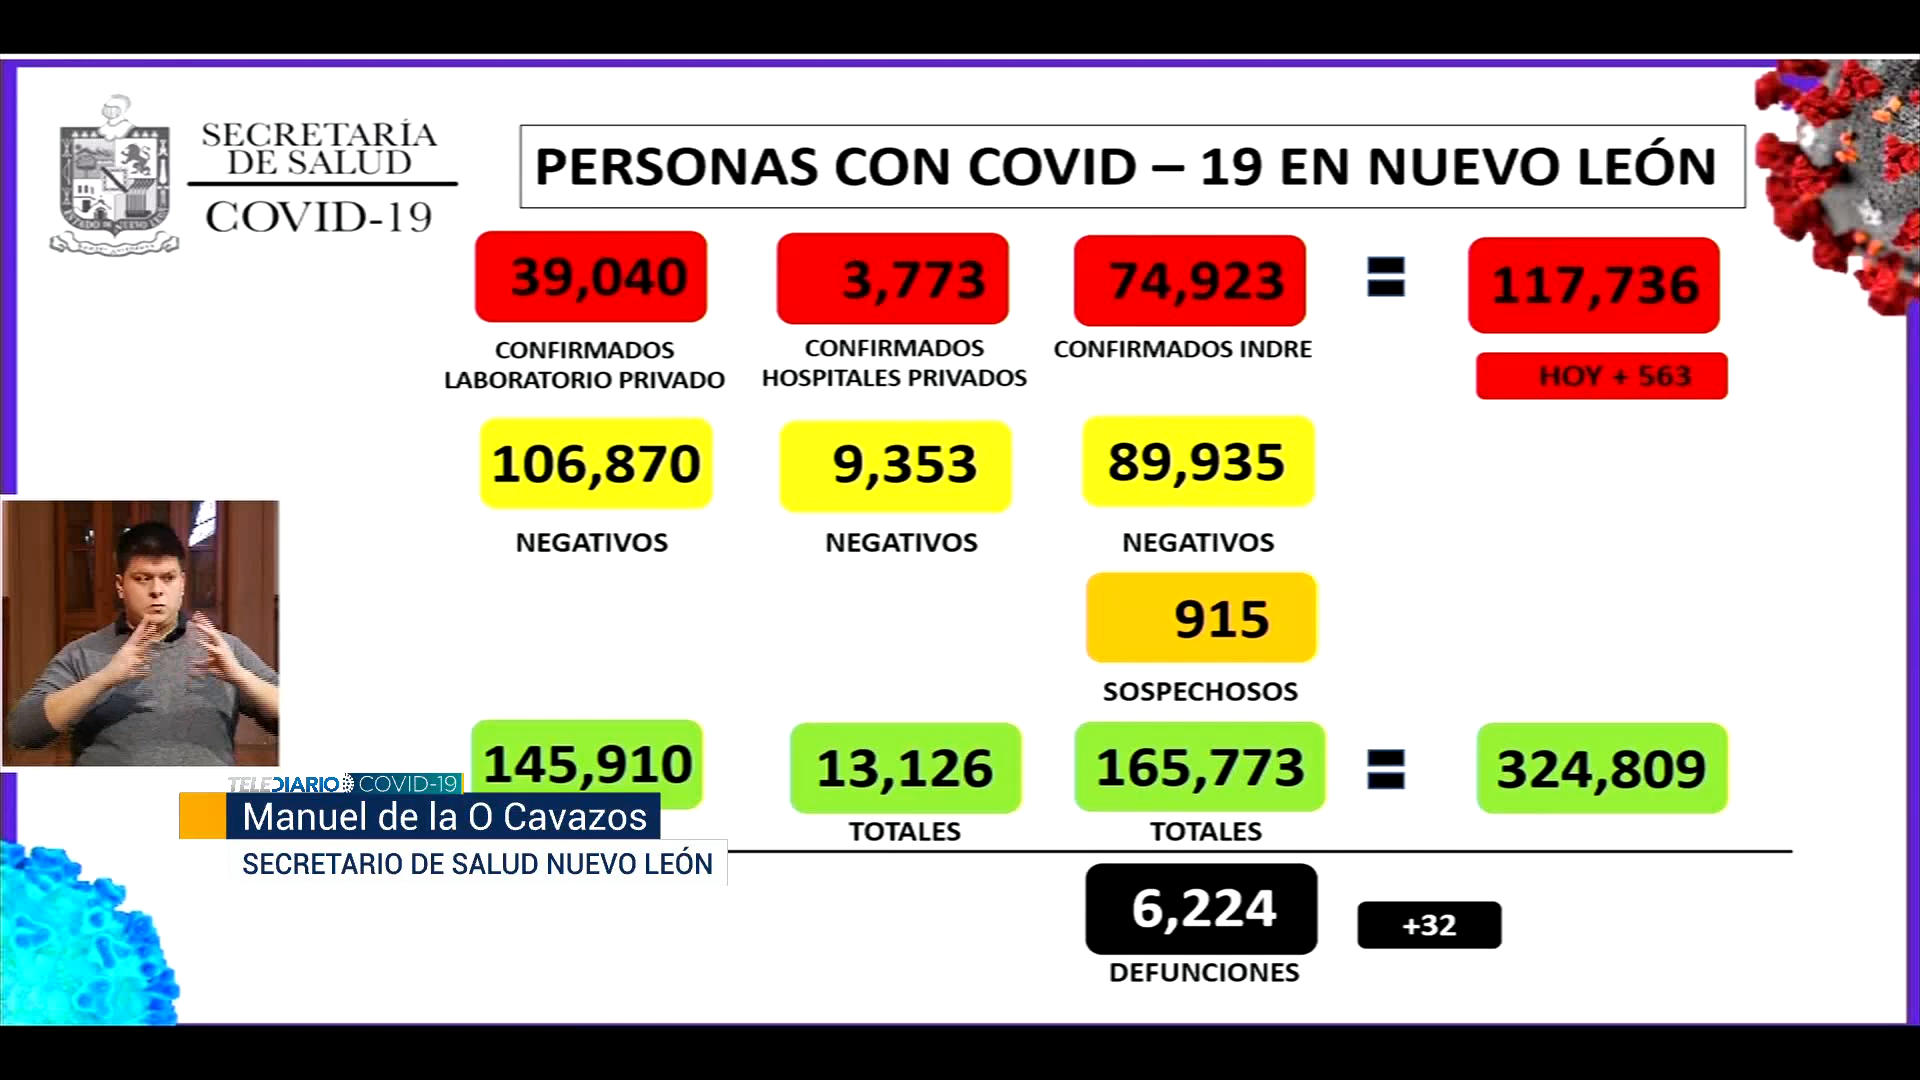 SECRETARÍA
DE SALUD
COVID-19
PERSONAS CON COVID – 19 EN NUEVO LEÓN
39,040
3,773
74,923
=
117,736
CONFIRMADOS
LABORATORIO PRIVADO
CONFIRMADOS
HOSPITALES PRIVADOS
CONFIRMADOS INDRE
HOY + 563
106,870
9,353
89,935
NEGATIVOS
NEGATIVOS
NEGATIVOS
915
SOSPECHOSOS
145,910
13,126
165,773
=
324,809
TOTALES
TOTALES
TELEDIARIO COVID-19
Manuel de la O Cavazos
SECRETARIO DE SALUD NUEVO LEÓN
6,224
+32
DEFUNCIONES